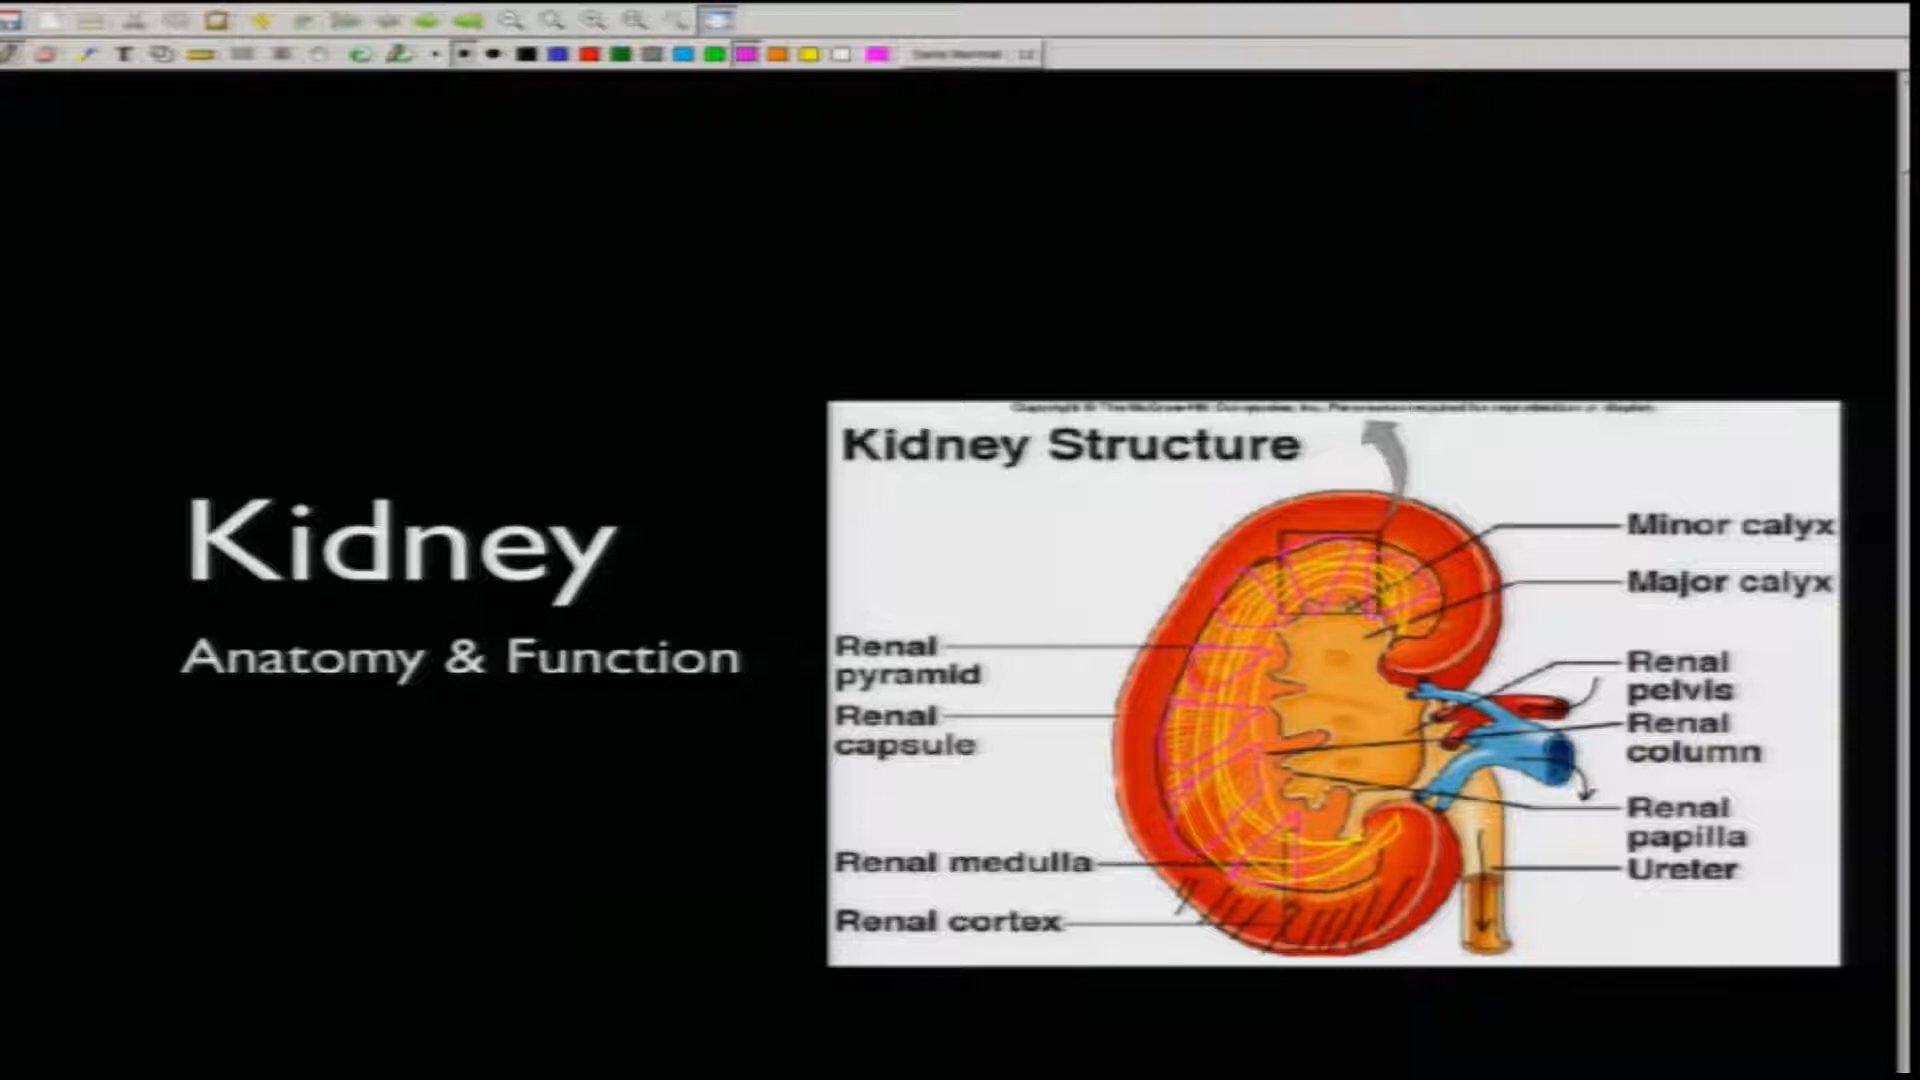 T
Kidney
Anatomy & Function
Kidney Structure
Minor calyx
Major calyx
Renal
pyramid
Renal
capsule
Renal
pelvis
Renal
column
Renal
papilla
Ureter
Renal medulla
Renal cortex